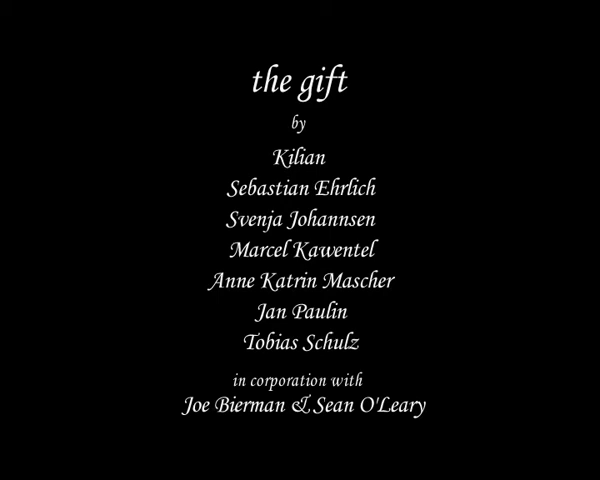 the gift
by
Kilian
Sebastian Ehrlich
Svenja Johannsen
Marcel Kawentel
Anne Katrin Mascher
Jan Paulin
Tobias Schulz
in corporation with
Joe Bierman & Sean O'Leary